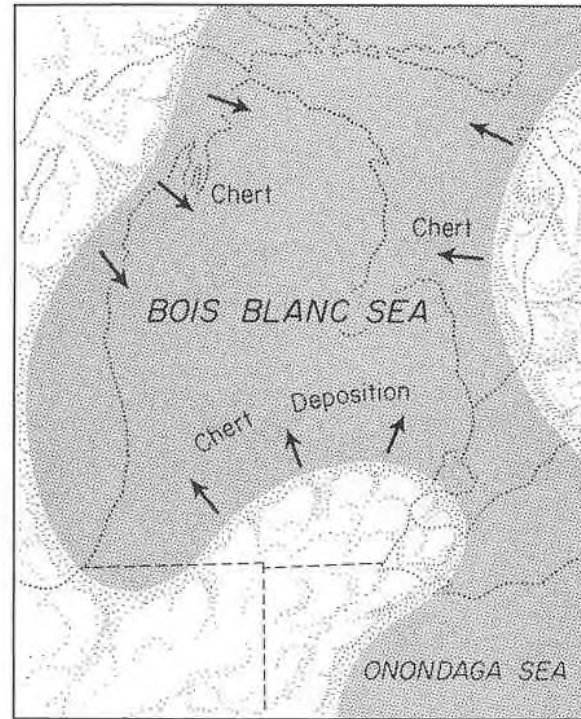 Chert
Chert
BOIS BLANC SEA
Chert Deposition
ONONDAGA SEA